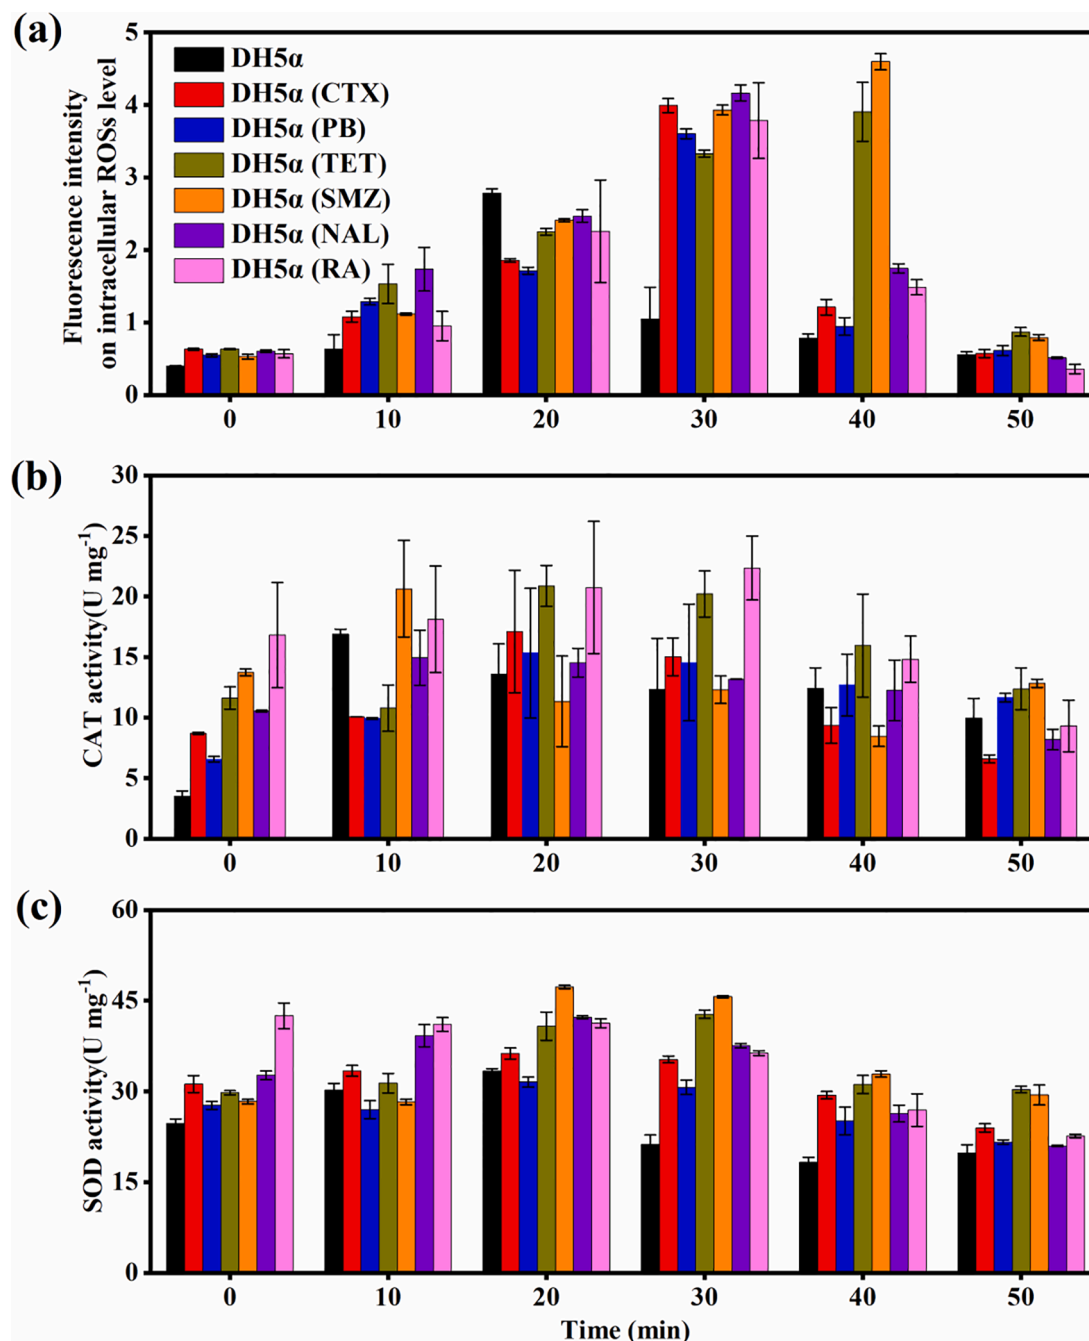 (a)
Fluorescence intensity
on intracellular ROSs level
5
4
3
2
1
0
DH5α
DH5α (CTX)
DH5α (PB)
DH5α (TET)
DH5α (SMZ)
DH5α (NAL)
DH5α (RA)
0 10 20 30 40 50
(b)
CAT activity(U mg⁻¹)
30
25
20
15
10
5
0
0 10 20 30 40 50
(c)
SOD activity(U mg⁻¹)
60
45
30
15
0
0 10 20 30 40 50
Time (min)